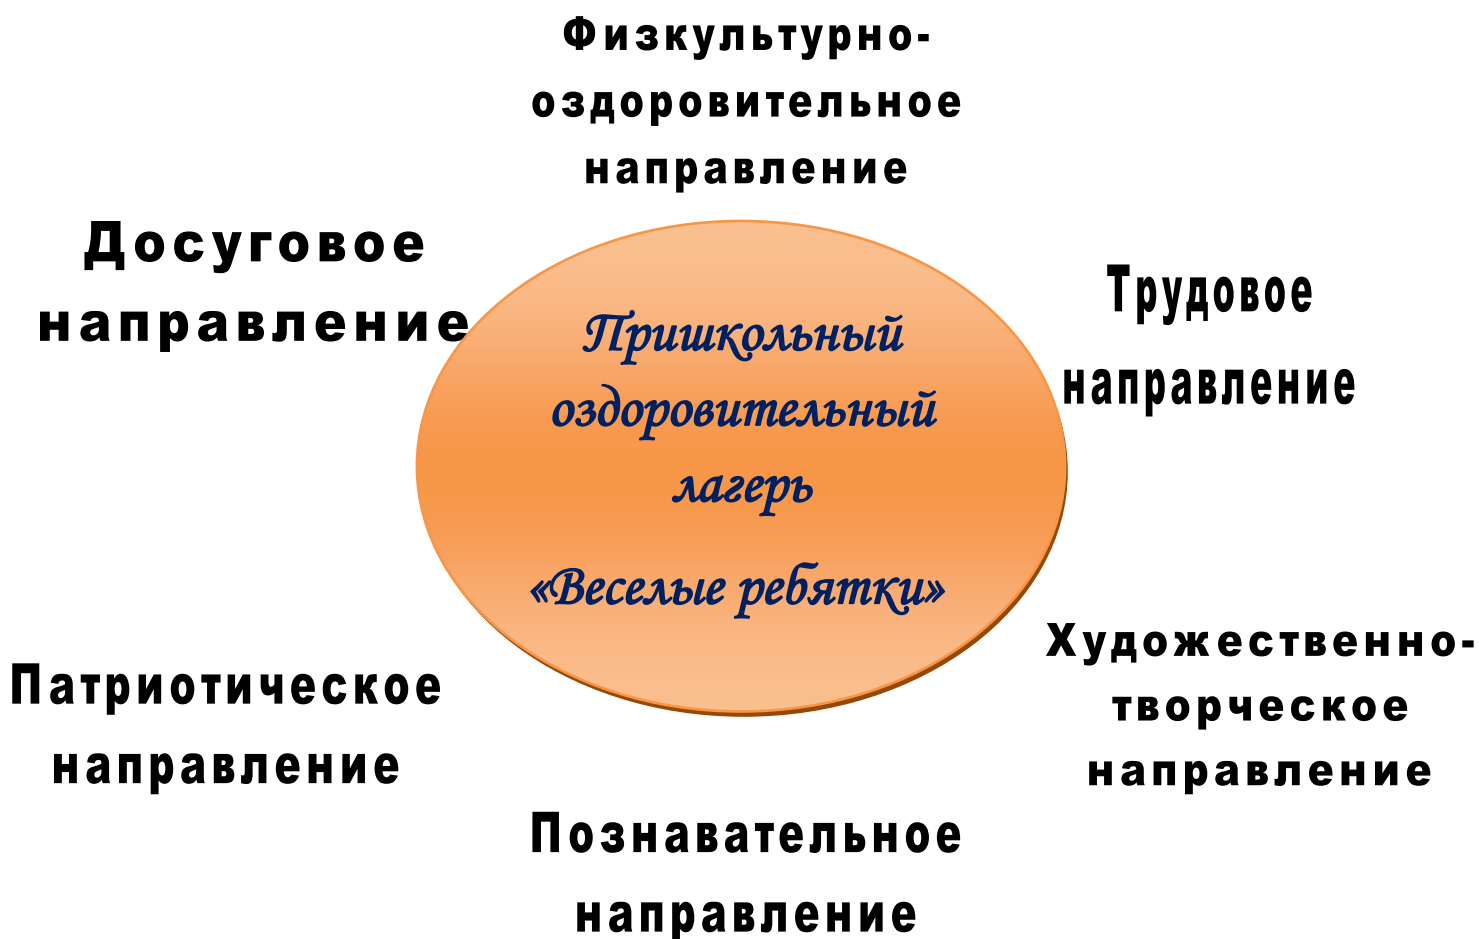 Физкультурно-
оздоровительное
направление
Досуговое
направление
Трудовое
направление
Пришкольный
оздоровительный
лагерь
«Веселые ребятки»
Патриотическое
направление
Художественно-
творческое
направление
Познавательное
направление